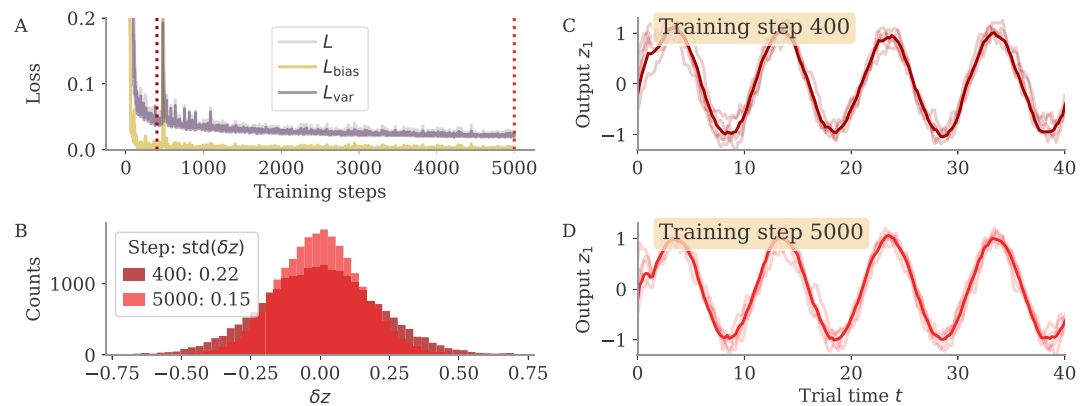 A
0.2
0.1
0.0
Loss
L
L_bias
L_var
0
1000
2000
3000
4000
5000
Training steps
B
Step: std(δz)
400: 0.22
5000: 0.15
1000
0
Counts
−0.75
−0.50
−0.25
0.00
0.25
0.50
0.75
δz
C
Training step 400
1
0
−1
Output z₁
0
10
20
30
40
D
Training step 5000
1
0
−1
Output z₁
0
10
20
30
40
Trial time t